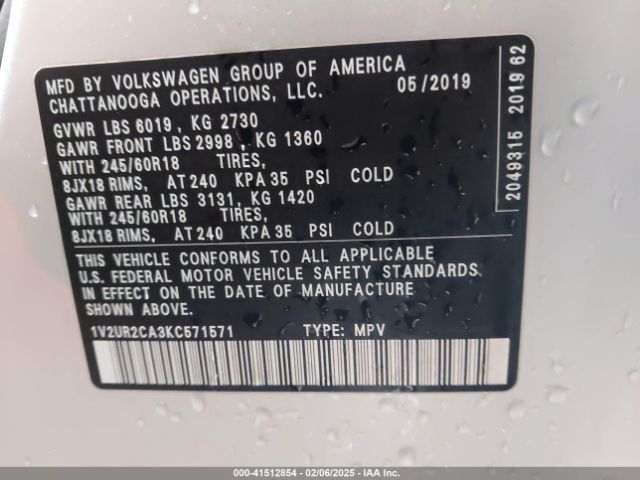 MFD BY VOLKSWAGEN GROUP OF AMERICA
CHATTANOOGA OPERATIONS, LLC. 05/2019
GVWR LBS 6019, KG 2730
GAWR FRONT LBS 2998, KG 1360
WITH 245/60R18 TIRES,
8JX18 RIMS, AT 240 KPA 35 PSI COLD
GAWR REAR LBS 3131, KG 1420
WITH 245/60R18 TIRES,
8JX18 RIMS, AT 240 KPA 35 PSI COLD
THIS VEHICLE CONFORMS TO ALL APPLICABLE
U.S. FEDERAL MOTOR VEHICLE SAFETY STANDARDS
IN EFFECT ON THE DATE OF MANUFACTURE
SHOWN ABOVE.
1V2UR2CA3KC571571 TYPE: MPV
2049315 2019 62
000-41512854 - 02/06/2025 - IAA Inc.